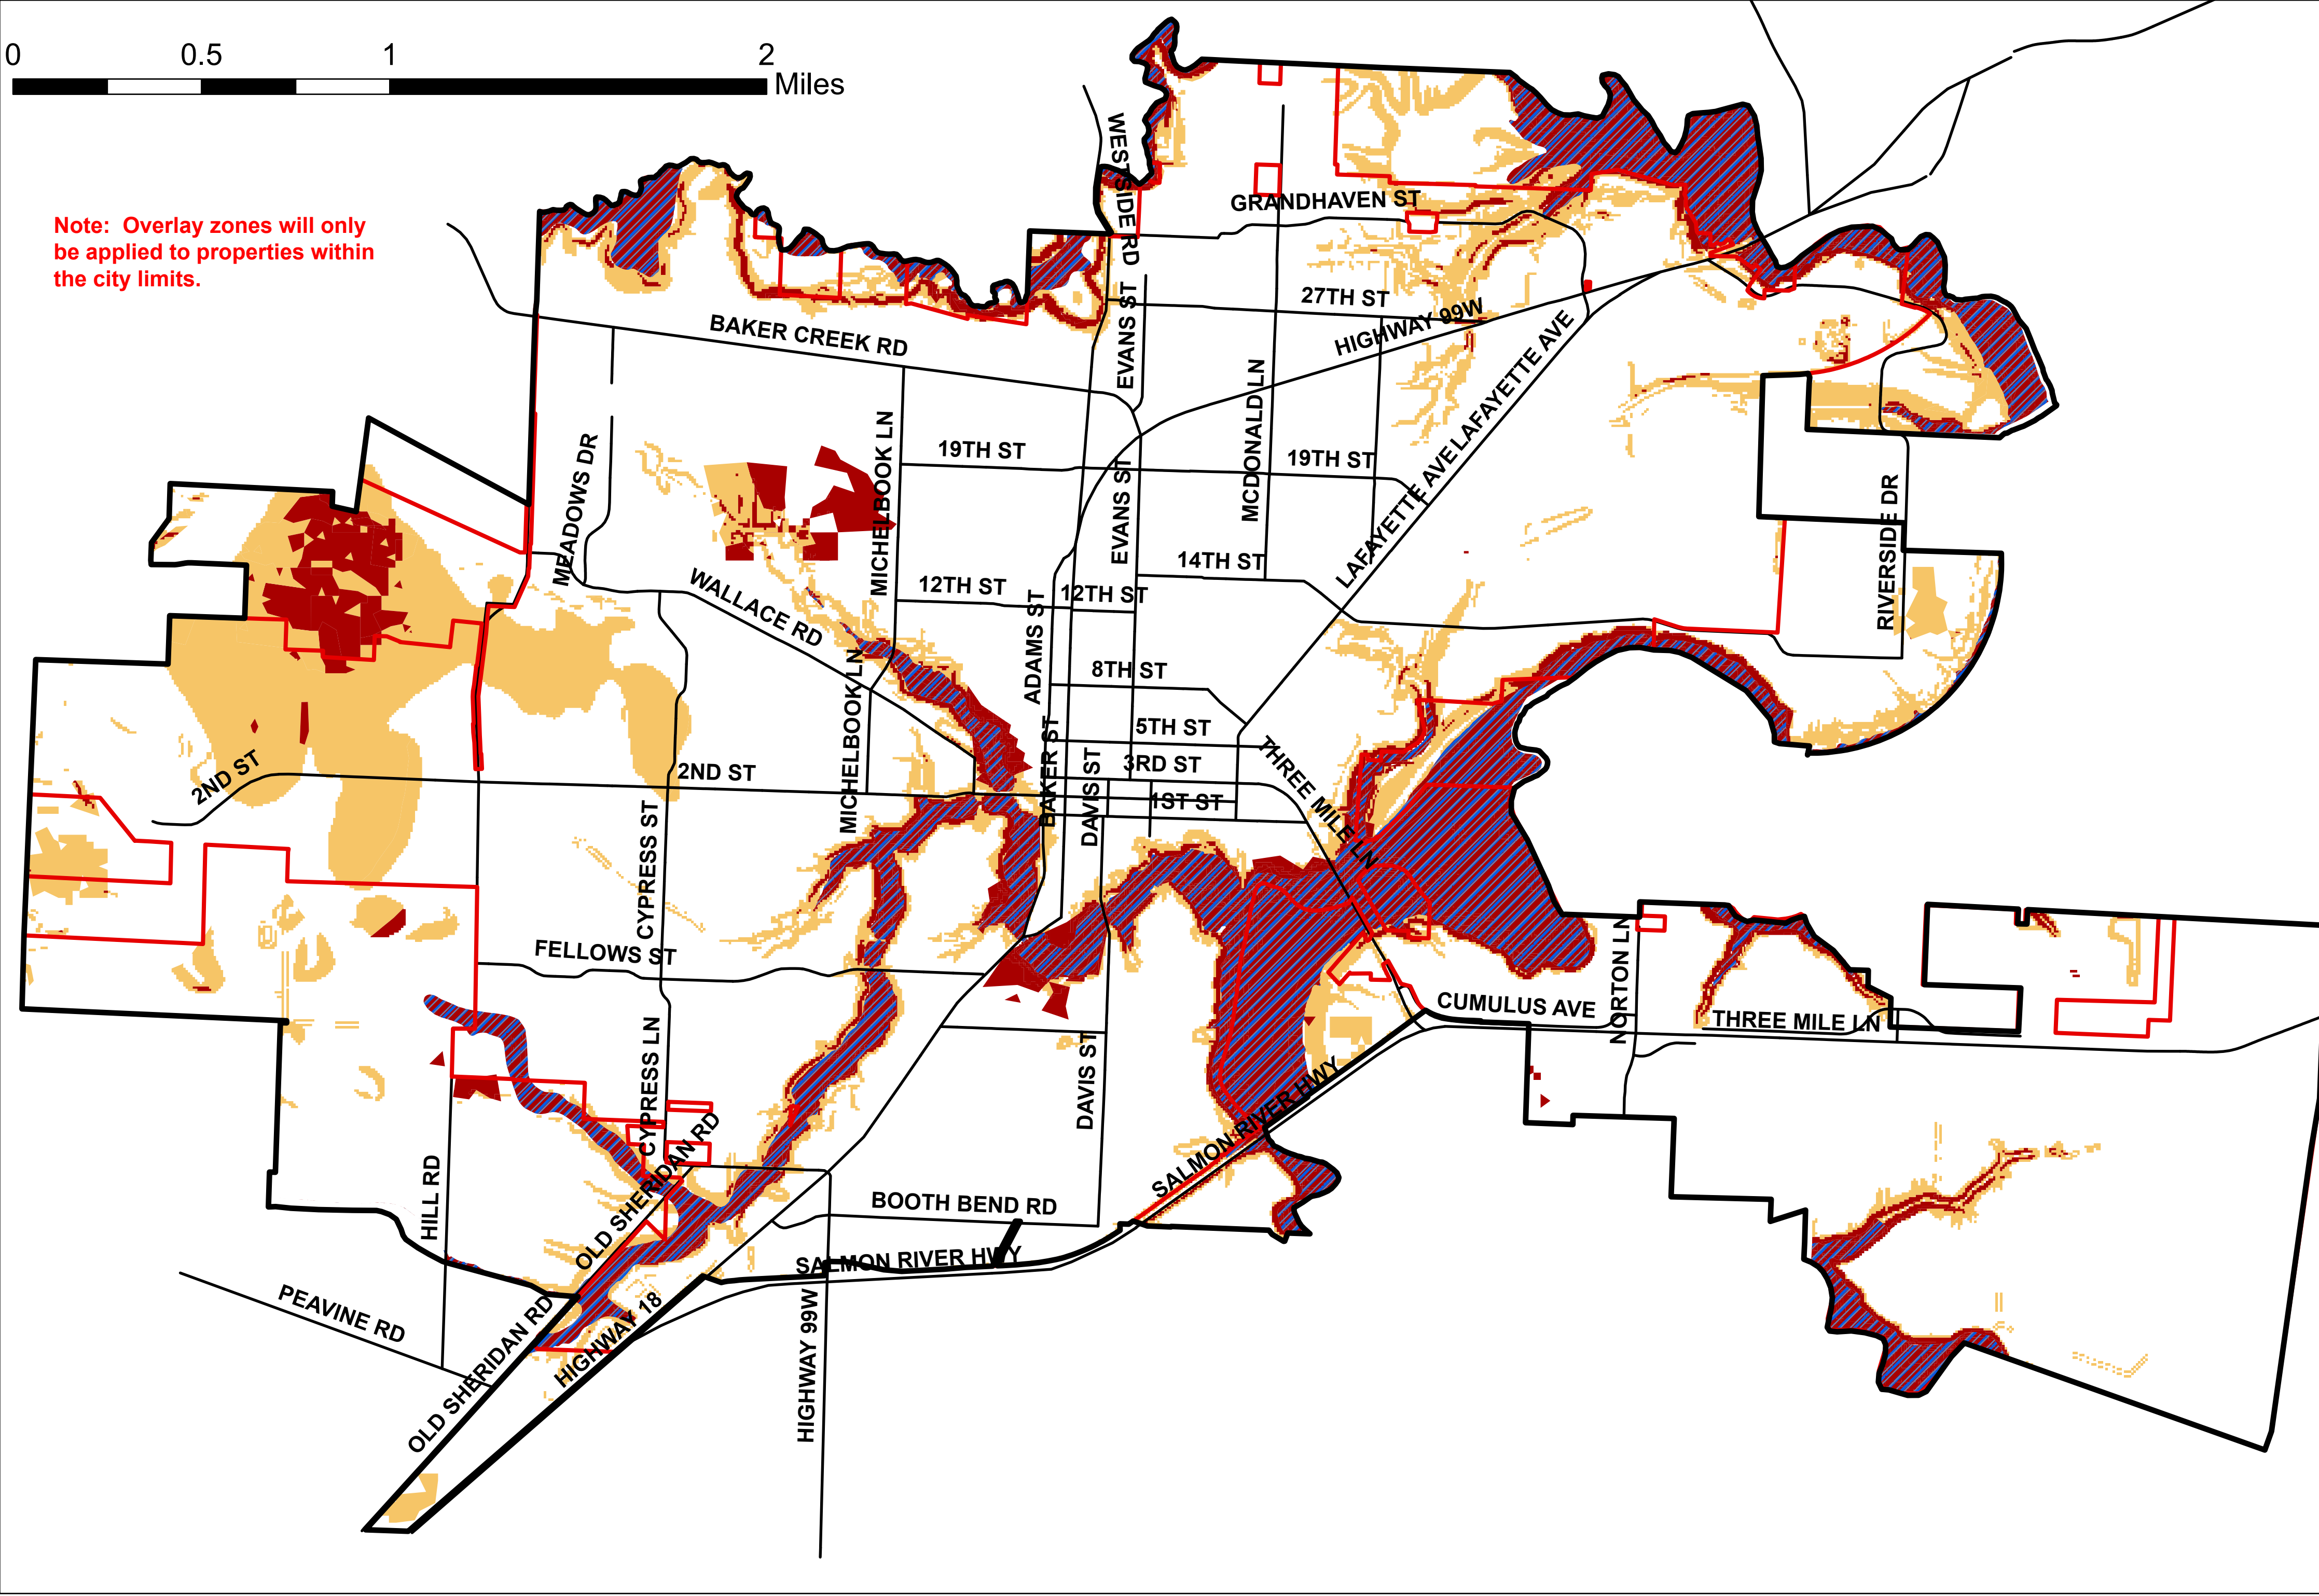 0 0.5 1 2
Miles
Note: Overlay zones will only
be applied to properties within
the city limits.
WESTSIDE RD
GRANDHAVEN ST
27TH ST
HIGHWAY 99W
EVANS ST
BAKER CREEK RD
MCDONALD LN
LAFAYETTE AVE
LAFAYETTE AVE
MEADOWS DR
MICHELBOOK LN
19TH ST
19TH ST
EVANS ST
RIVERSIDE DR
14TH ST
12TH ST
12TH ST
WALLACE RD
ADAMS ST
8TH ST
MICHELBOOK LN
5TH ST
3RD ST
THREE MILE LN
2ND ST
2ND ST
1ST ST
BAKER ST
DAVIS ST
CYPRESS ST
FELLOWS ST
NORTON LN
CUMULUS AVE
THREE MILE LN
CYPRESS LN
DAVIS ST
SALMON RIVER HWY
HILL RD
OLD SHERIDAN RD
BOOTH BEND RD
SALMON RIVER HWY
PEAVINE RD
OLD SHERIDAN RD
HIGHWAY 18
HIGHWAY 99W